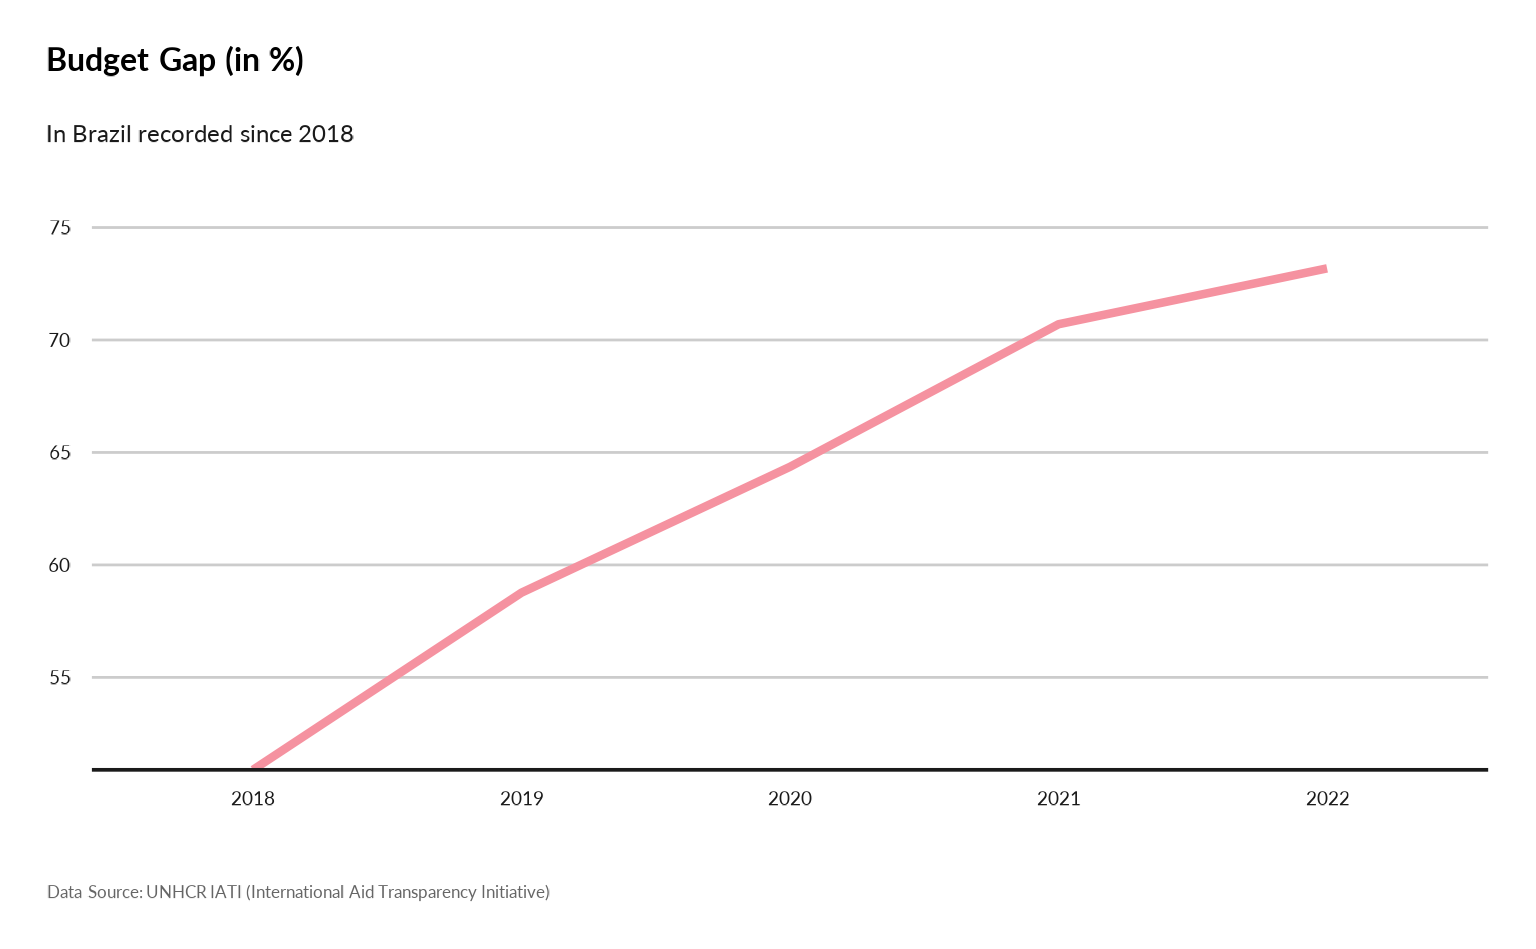 Budget Gap (in %)
In Brazil recorded since 2018
75
70
65
60
55
2018 2019 2020 2021 2022
Data Source: UNHCR IATI (International Aid Transparency Initiative)